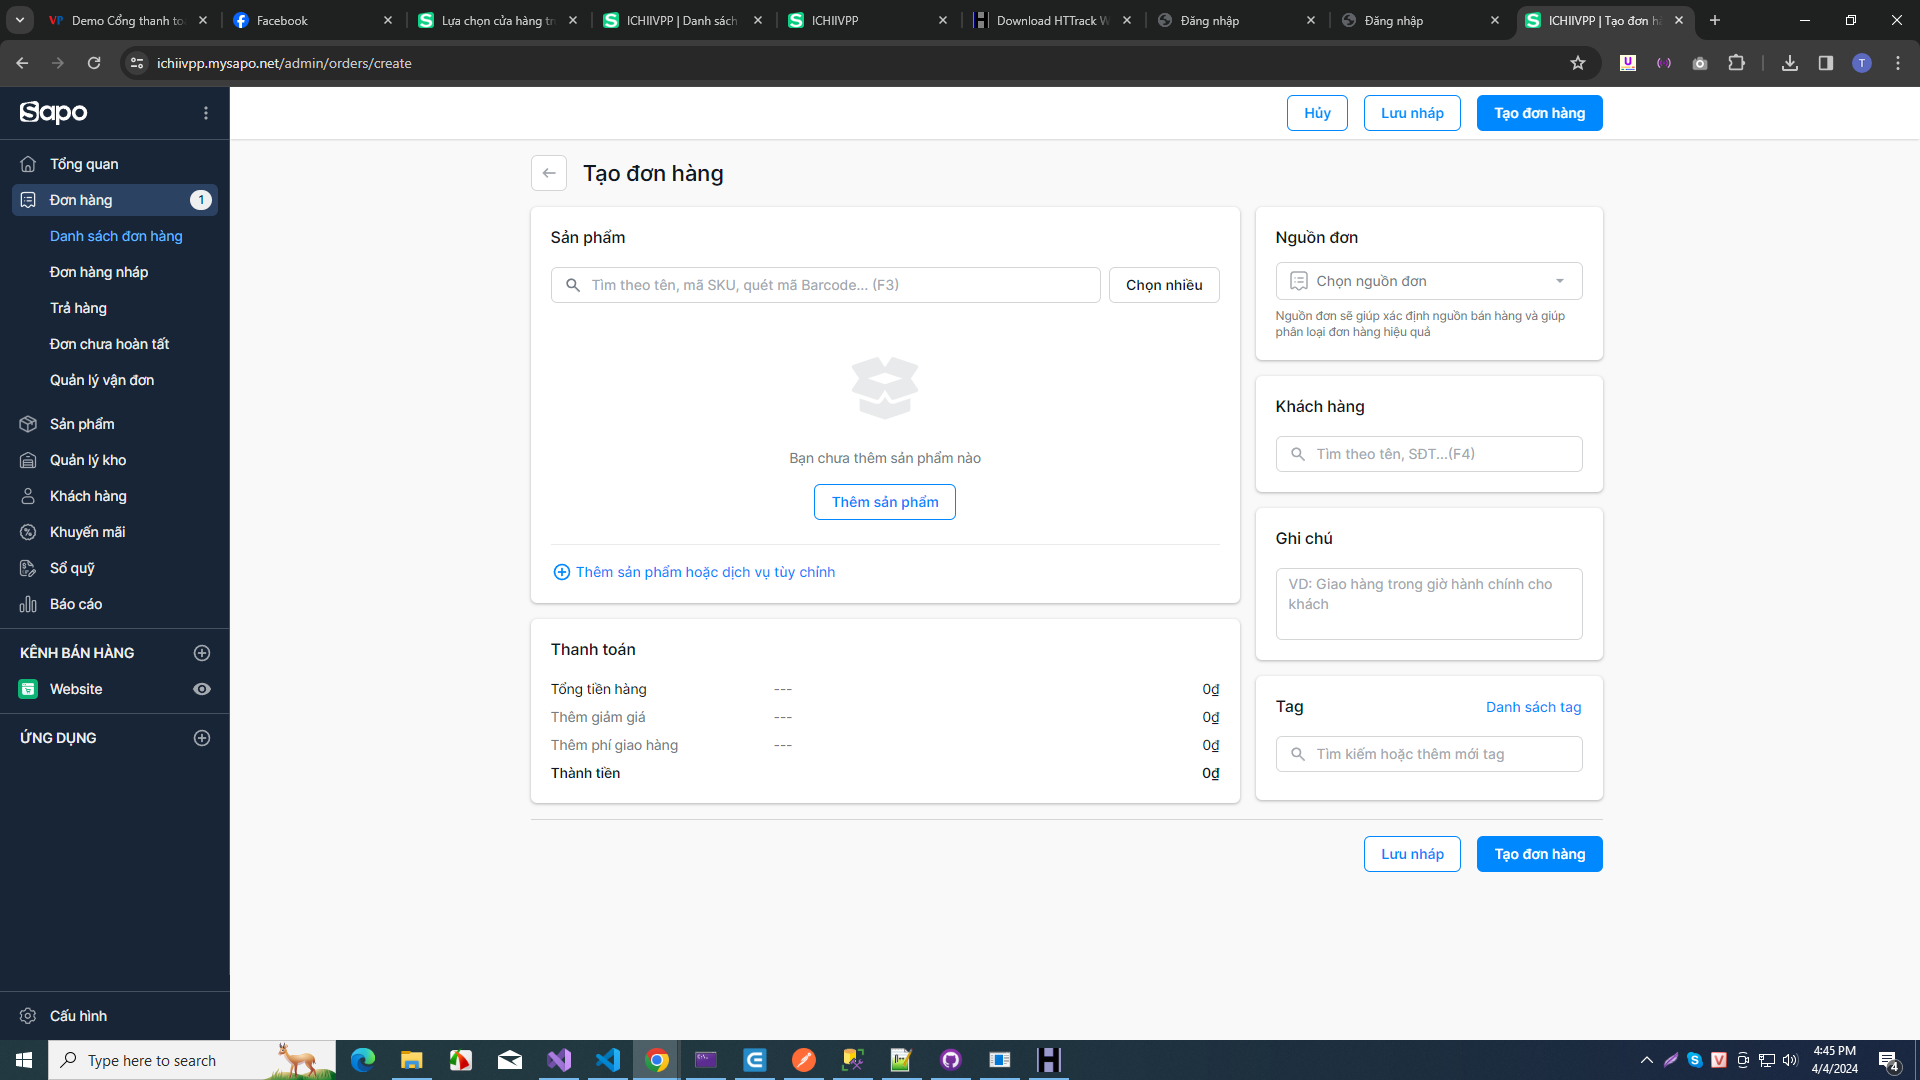 Demo Cổng thanh to
Facebook
Lựa chọn cửa hàng tr
ICHIIVPP | Danh sách
ICHIIVPP
Download HTTrack W
Đăng nhập
Đăng nhập
ICHIIVPP | Tạo đơn h
ichiivpp.mysapo.net/admin/orders/create
T
Sapo
Hủy
Lưu nháp
Tạo đơn hàng
Tổng quan
Đơn hàng
1
Danh sách đơn hàng
Đơn hàng nháp
Trả hàng
Đơn chưa hoàn tất
Quản lý vận đơn
Sản phẩm
Quản lý kho
Khách hàng
Khuyến mãi
Sổ quỹ
Báo cáo
KÊNH BÁN HÀNG
Website
ỨNG DỤNG
Cấu hình
Tạo đơn hàng
Sản phẩm
Tìm theo tên, mã SKU, quét mã Barcode... (F3)
Chọn nhiều
Bạn chưa thêm sản phẩm nào
Thêm sản phẩm
Thêm sản phẩm hoặc dịch vụ tùy chỉnh
Thanh toán
Tổng tiền hàng --- 0₫
Thêm giảm giá --- 0₫
Thêm phí giao hàng --- 0₫
Thành tiền 0₫
Nguồn đơn
Chọn nguồn đơn
Nguồn đơn sẽ giúp xác định nguồn bán hàng và giúp
phân loại đơn hàng hiệu quả
Khách hàng
Tìm theo tên, SĐT...(F4)
Ghi chú
VD: Giao hàng trong giờ hành chính cho
khách
Tag
Danh sách tag
Tìm kiếm hoặc thêm mới tag
Lưu nháp
Tạo đơn hàng
Type here to search
4:45 PM
4/4/2024
4